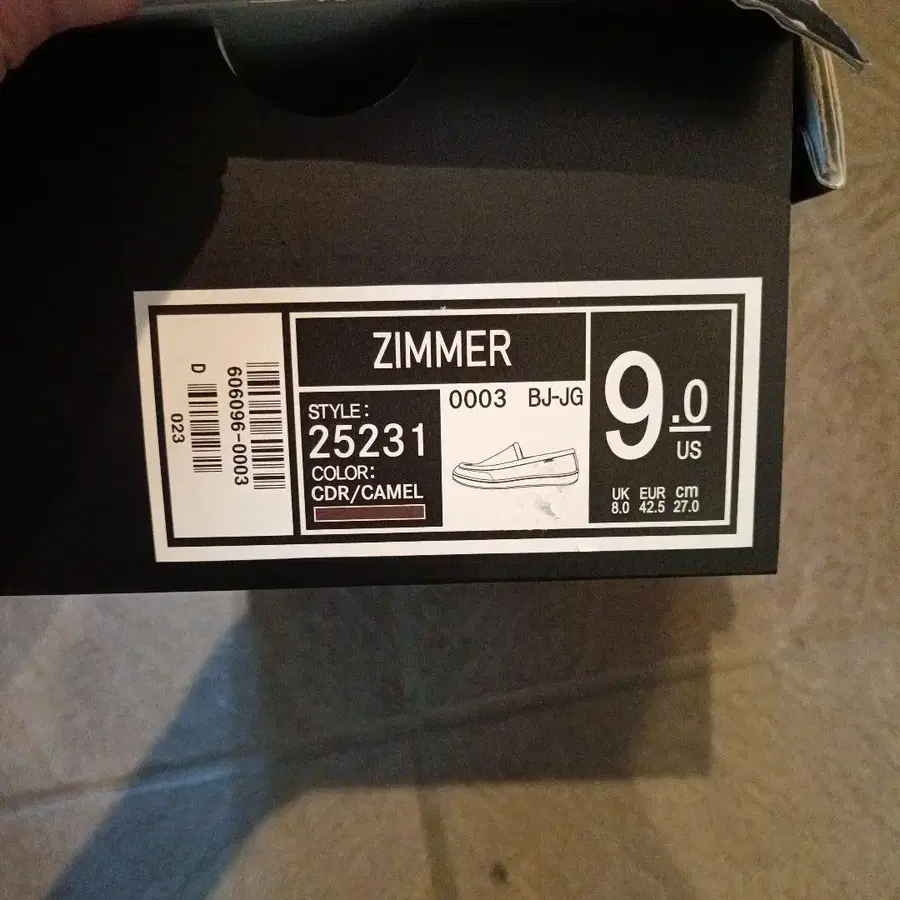 D
023
606096-0003
ZIMMER
STYLE:
25231
COLOR:
CDR/CAMEL
0003 BJ-JG
9.0
US
UK EUR cm
8.0 42.5 27.0